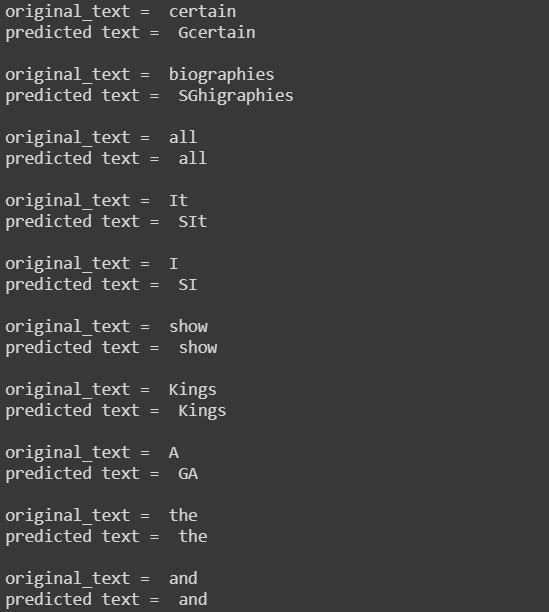 original_text =  certain
predicted text =  Gcertain
original_text =  biographies
predicted text =  SGhigraphies
original_text =  all
predicted text =  all
original_text =  It
predicted text =  SIt
original_text =  I
predicted text =  SI
original_text =  show
predicted text =  show
original_text =  Kings
predicted text =  Kings
original_text =  A
predicted text =  GA
original_text =  the
predicted text =  the
original_text =  and
predicted text =  and